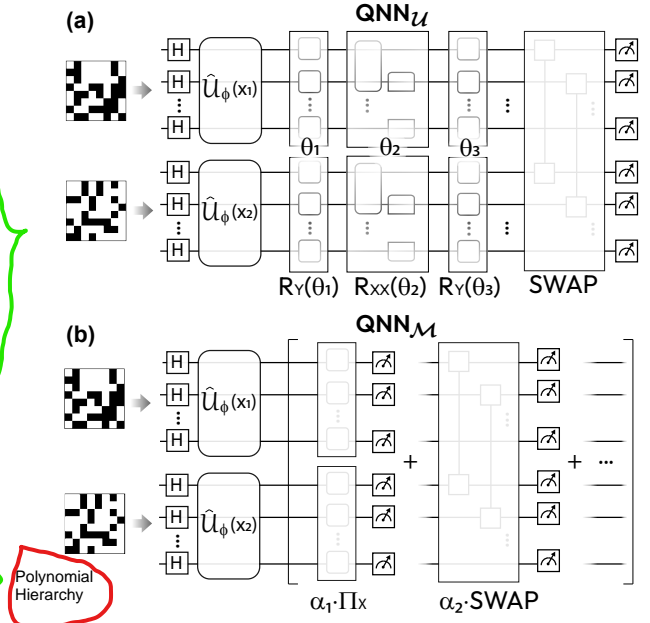 (a) QNN𝒰
H
H
⋮
H
Û_ϕ(x₁)
⋮ ⋮ ⋮ ⋮ ⋮
θ₁ θ₂ θ₃
H
H
⋮
H
Û_ϕ(x₂)
⋮ ⋮ ⋮ ⋮
R_Y(θ₁) R_XX(θ₂) R_Y(θ₃) SWAP
(b) QNN_ℳ
H
H
⋮
H
Û_ϕ(x₁)
⋮ ⋮
+ + ···
H
H
⋮
H
Û_ϕ(x₂)
⋮
Polynomial
Hierarchy
α₁·Π_X α₂·SWAP